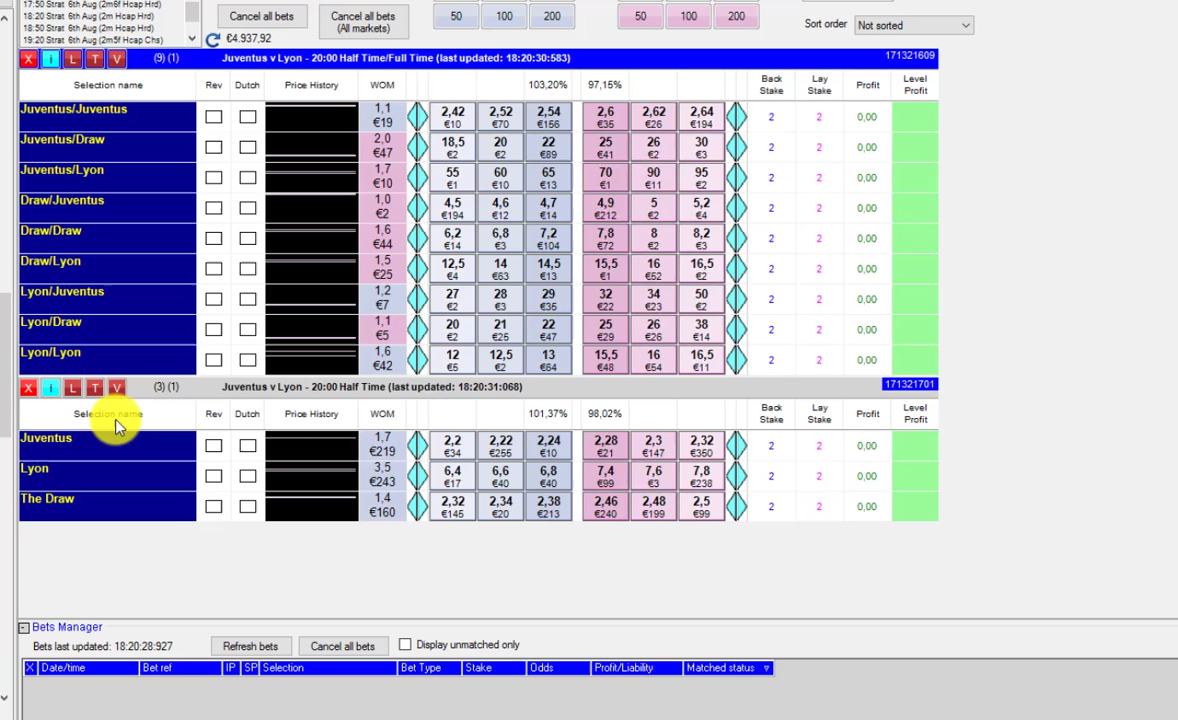 17:50 Strat 6th Aug (2m6f Hcap Hrd)
18:20 Strat 6th Aug (2m Hcap Hrd)
18:50 Strat 6th Aug (2m Hcap Hrd)
19:20 Strat 6th Aug (2m5f Hcap Chs)
Cancel all bets
Cancel all bets
(All markets)
€4.937,92
50 100 200
50 100 200
Sort order Not sorted
X i L T V (9) (1) Juventus v Lyon - 20:00 Half Time/Full Time (last updated: 18:20:30:583) 171321609
Selection name Rev Dutch Price History WOM 103,20% 97,15% Back Stake Lay Stake Profit Level Profit
Juventus/Juventus 1,1 2,42 2,52 2,54 2,6 2,62 2,64 2 2 0,00
€19 €10 €70 €156 €35 €26 €194
Juventus/Draw 2,0 18,5 20 22 25 26 30 2 2 0,00
€47 €2 €2 €89 €41 €2 €3
Juventus/Lyon 1,7 55 60 65 70 90 95 2 2 0,00
€10 €1 €10 €13 €1 €11 €2
Draw/Juventus 1,0 4,5 4,6 4,7 4,9 5 5,2 2 2 0,00
€2 €194 €12 €14 €212 €2 €4
Draw/Draw 1,6 6,2 6,8 7,2 7,8 8 8,2 2 2 0,00
€44 €14 €3 €104 €72 €2 €3
Draw/Lyon 1,5 12,5 14 14,5 15,5 16 16,5 2 2 0,00
€25 €4 €63 €13 €1 €52 €2
Lyon/Juventus 1,2 27 28 29 32 34 50 2 2 0,00
€7 €2 €3 €35 €22 €23 €2
Lyon/Draw 1,1 20 21 22 25 26 38 2 2 0,00
€5 €2 €25 €47 €29 €26 €14
Lyon/Lyon 1,6 12 12,5 13 15,5 16 16,5 2 2 0,00
€42 €5 €2 €64 €48 €54 €11
X i L T V (3) (1) Juventus v Lyon - 20:00 Half Time (last updated: 18:20:31:068) 171321701
Selection name Rev Dutch Price History WOM 101,37% 98,02% Back Stake Lay Stake Profit Level Profit
Juventus 1,7 2,2 2,22 2,24 2,28 2,3 2,32 2 2 0,00
€219 €34 €255 €10 €21 €147 €350
Lyon 3,5 6,4 6,6 6,8 7,4 7,6 7,8 2 2 0,00
€243 €17 €40 €40 €99 €3 €238
The Draw 1,4 2,32 2,34 2,38 2,46 2,48 2,5 2 2 0,00
€160 €145 €20 €213 €240 €199 €99
Bets Manager
Bets last updated: 18:20:28:927 Refresh bets Cancel all bets Display unmatched only
X Date/time Bet ref IP SP Selection Bet Type Stake Odds Profit/Liability Matched status